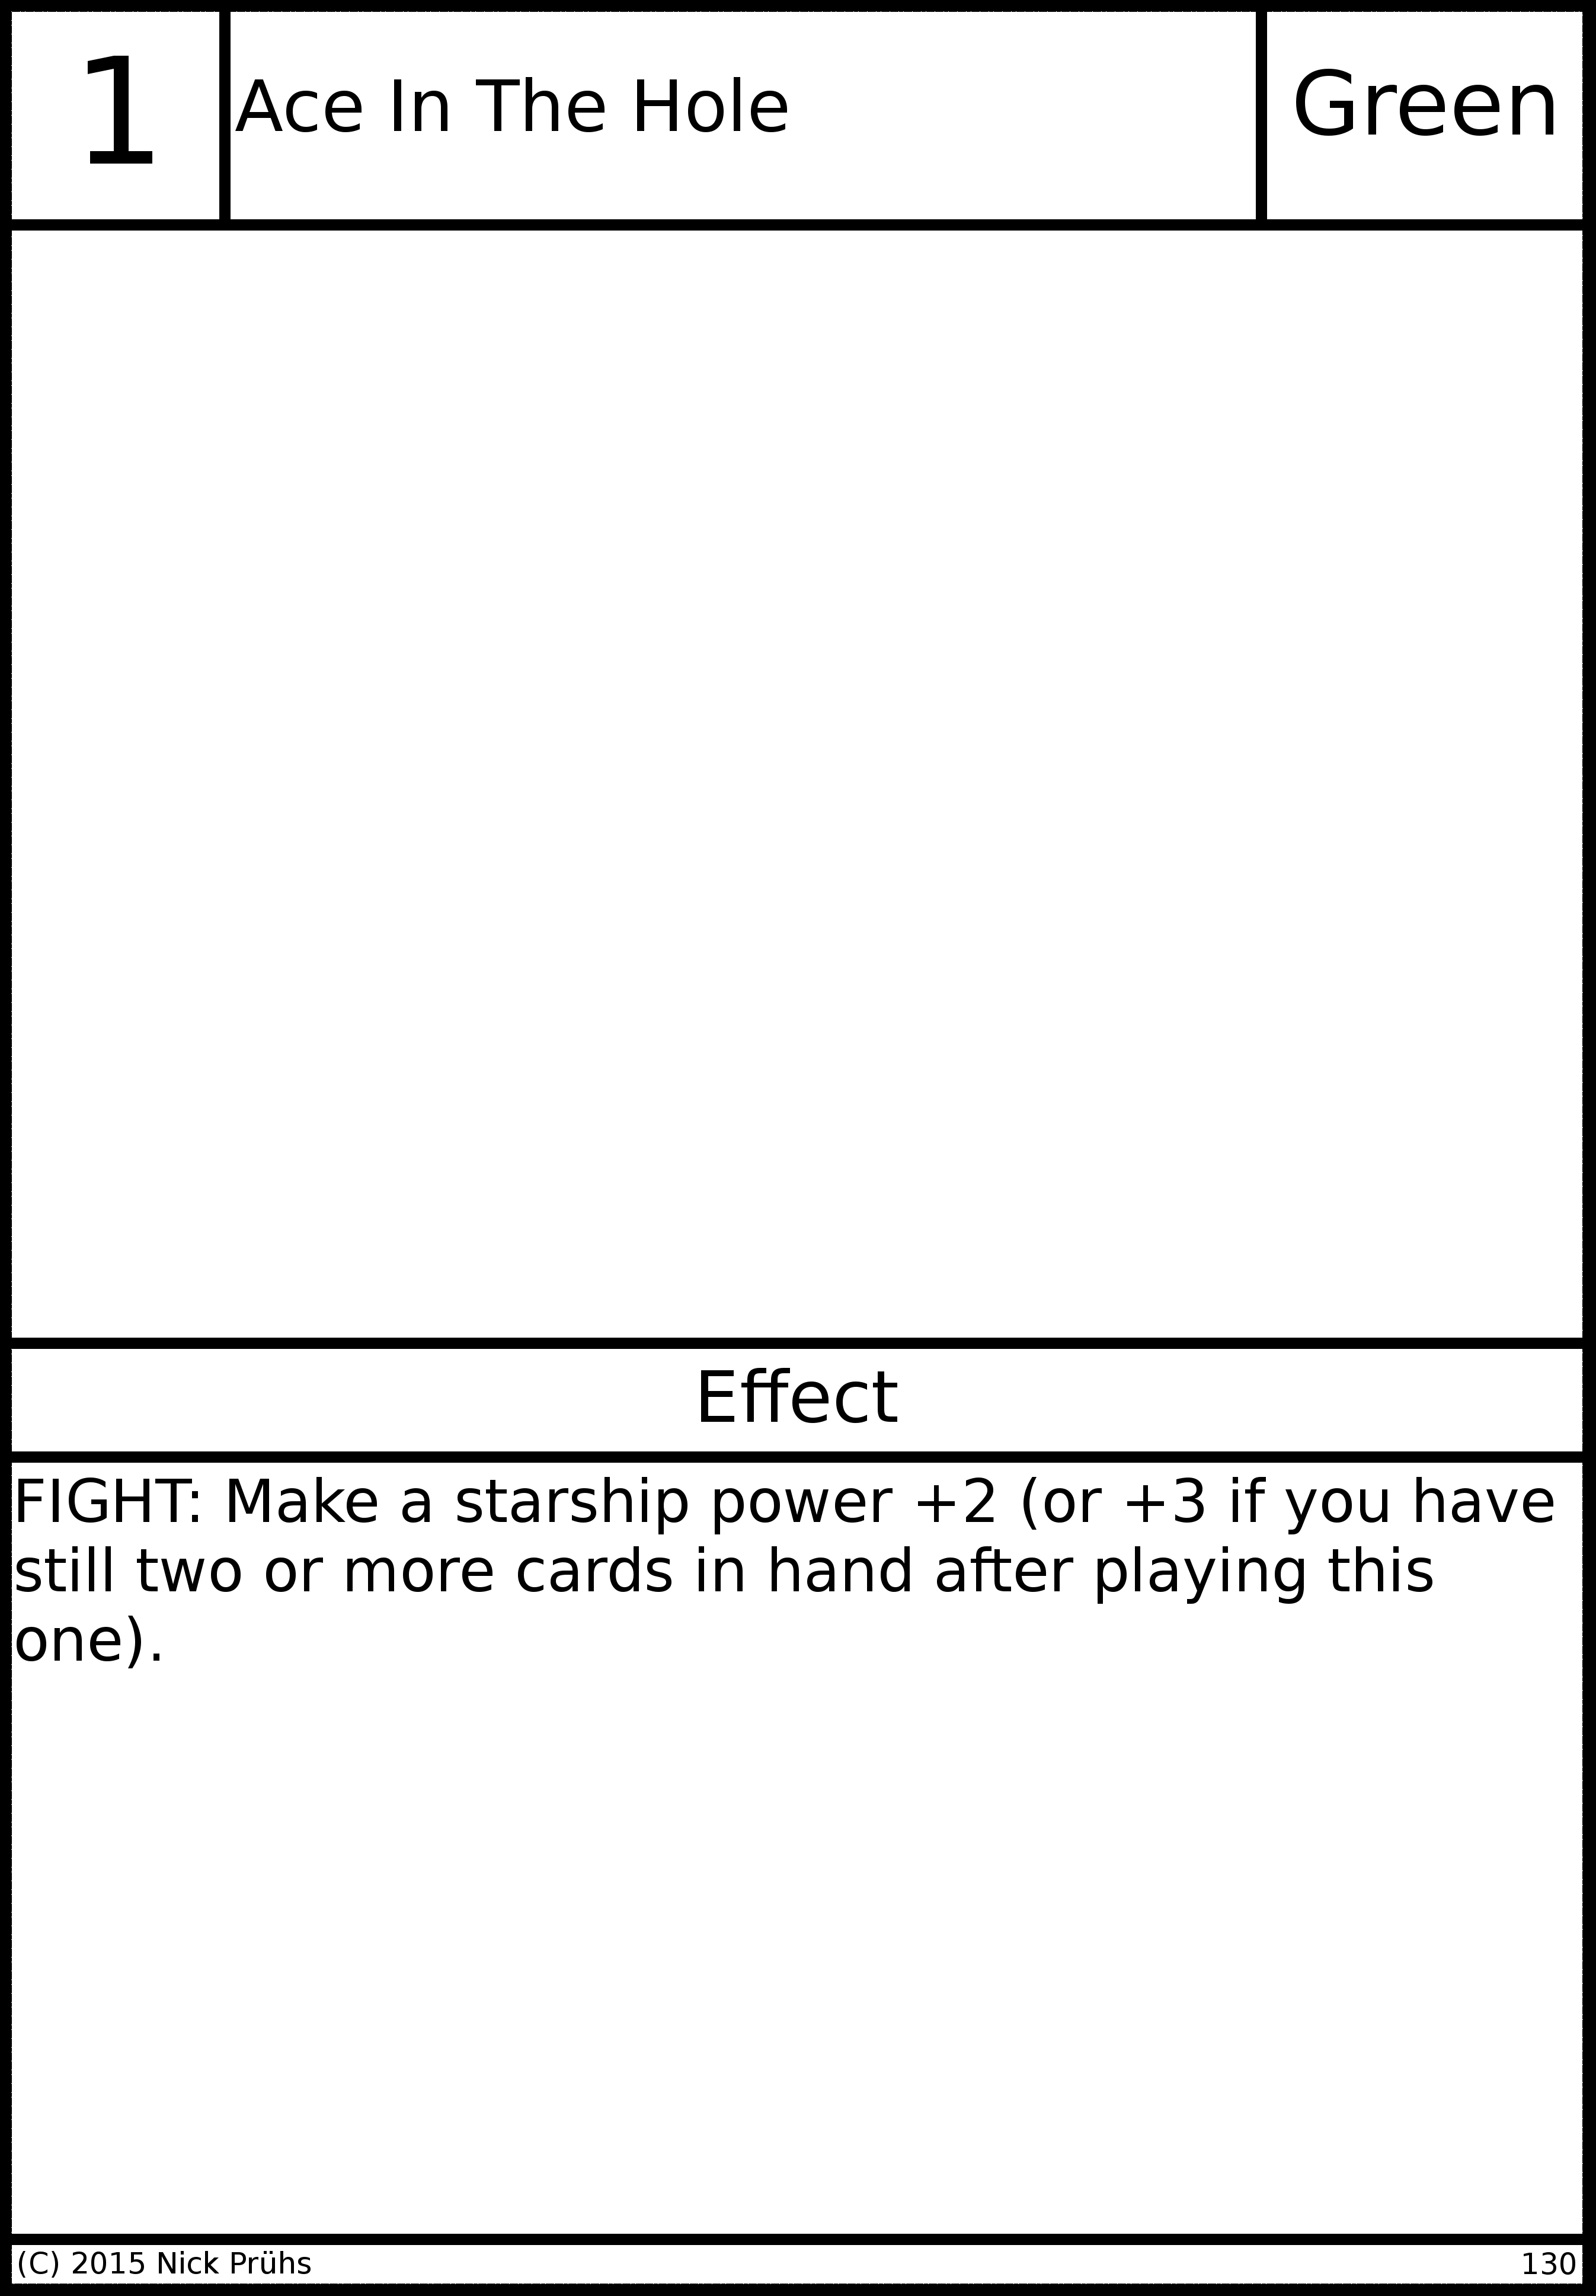 1
Ace In The Hole
Green
Effect
FIGHT: Make a starship power +2 (or +3 if you have
still two or more cards in hand after playing this
one).
(C) 2015 Nick Prühs
130